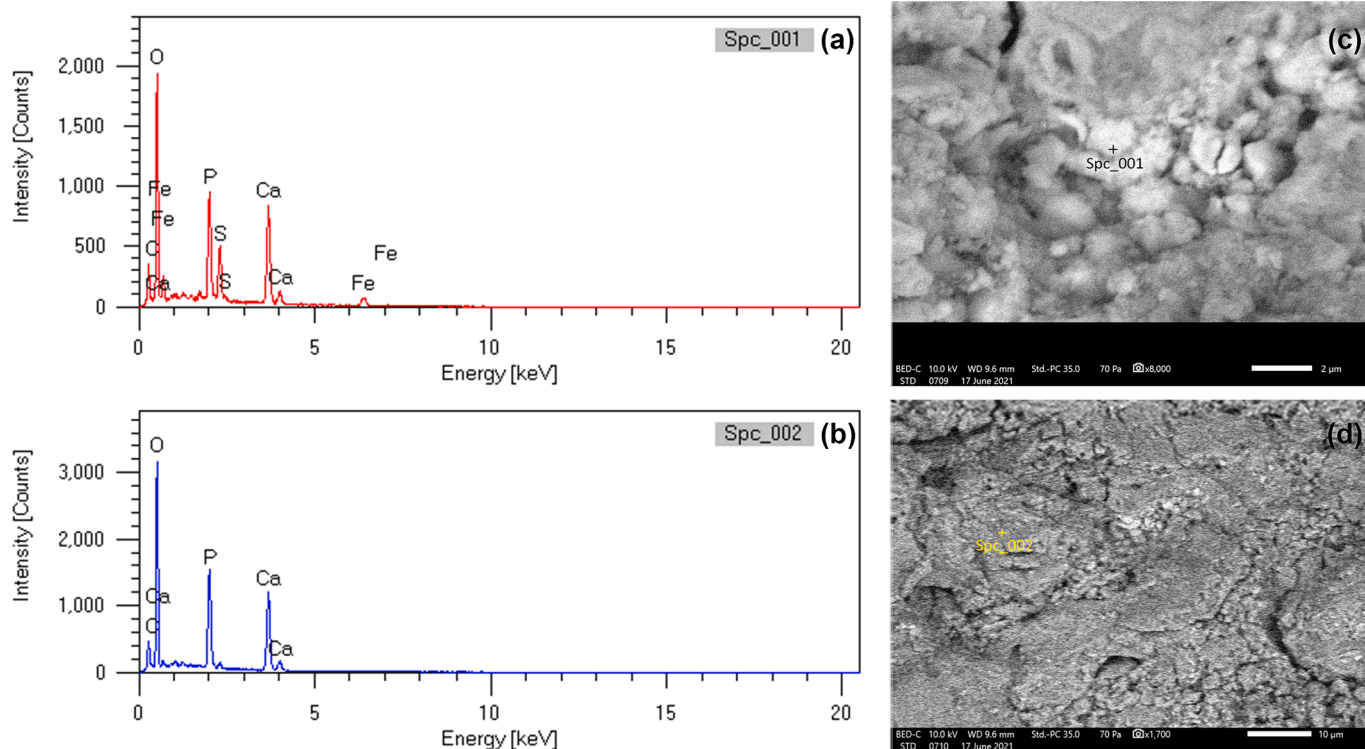 Spc_001 (a)
Intensity [Counts]
2,000
1,500
1,000
500
0
O
Fe
Fe
C
Ca
P
S
S
Ca
Ca
Fe
Fe
0 5 10 15 20
Energy [keV]
(c)
Spc_001
BED-C 10.0 kV WD 9.6 mm Std.-PC 35.0 70 Pa x8,000 2 µm
STD 0709 17 June 2021
Spc_002 (b)
Intensity [Counts]
3,000
2,000
1,000
0
O
Ca
C
P
Ca
Ca
0 5 10 15 20
Energy [keV]
(d)
Spc_002
BED-C 10.0 kV WD 9.6 mm Std.-PC 35.0 70 Pa x1,700 10 µm
STD 0710 17 June 2021